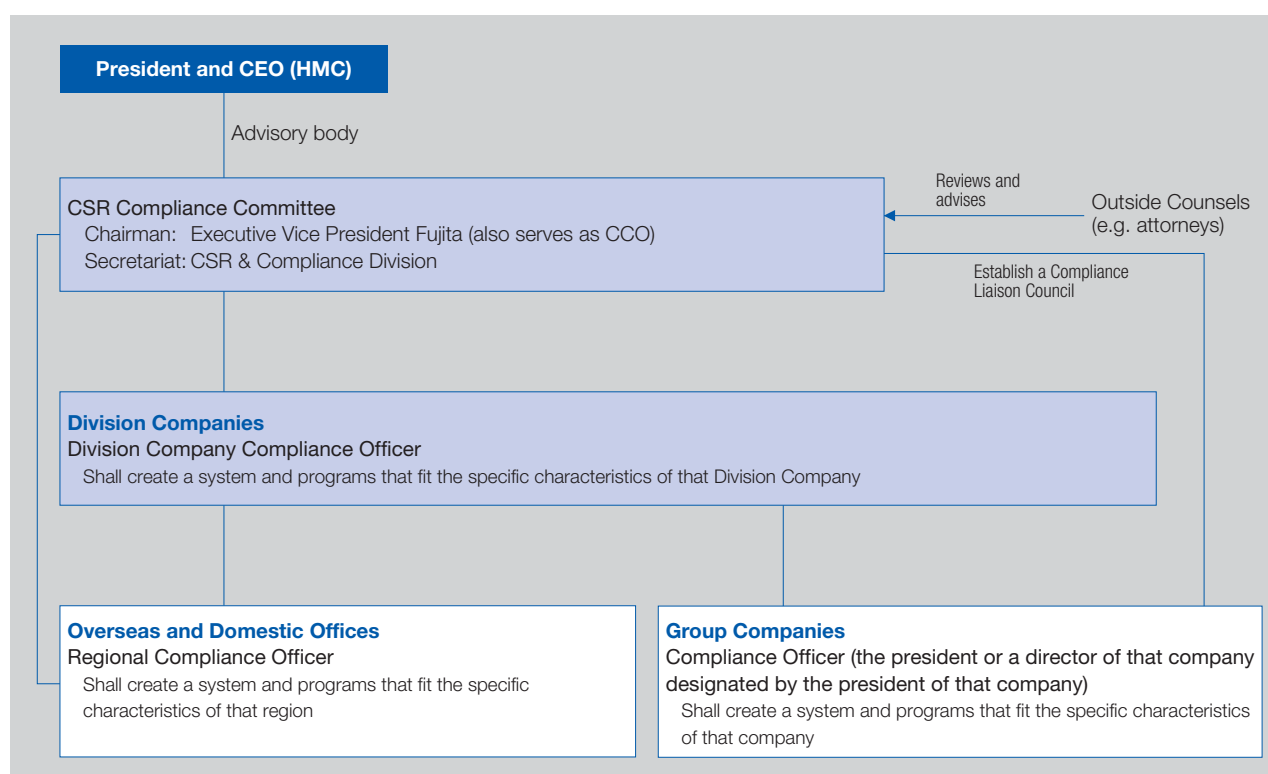 President and CEO (HMC)
Advisory body
CSR Compliance Committee
Chairman: Executive Vice President Fujita (also serves as CCO)
Secretariat: CSR & Compliance Division
Reviews and
advises
Outside Counsels
(e.g. attorneys)
Establish a Compliance
Liaison Council
Division Companies
Division Company Compliance Officer
Shall create a system and programs that fit the specific characteristics of that Division Company
Overseas and Domestic Offices
Regional Compliance Officer
Shall create a system and programs that fit the specific
characteristics of that region
Group Companies
Compliance Officer (the president or a director of that company
designated by the president of that company)
Shall create a system and programs that fit the specific characteristics
of that company